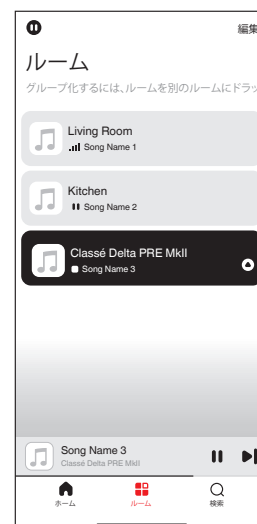 編集
ルーム
グループ化するには、ルームを別のルームにドラッ
Living Room
Song Name 1
Kitchen
Song Name 2
Classé Delta PRE MkII
Song Name 3
Song Name 3
Classé Delta PRE MKII
ホーム
ルーム
検索